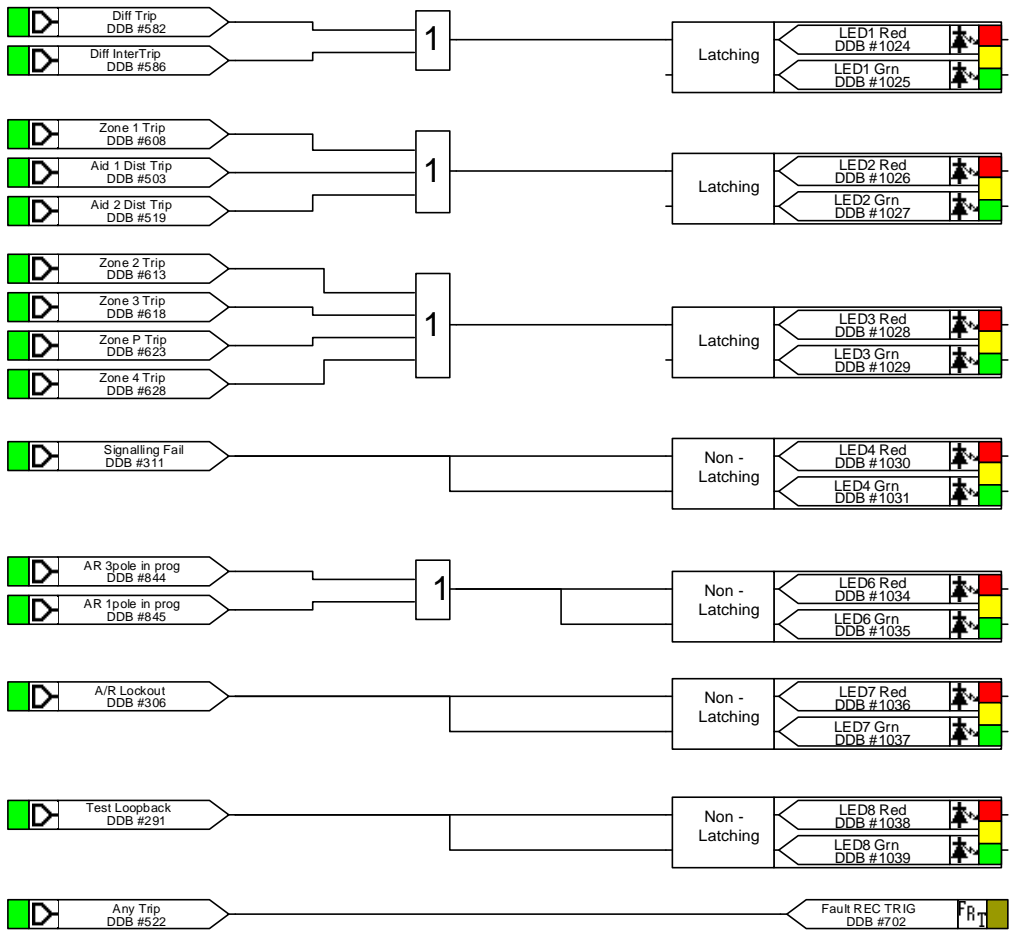 Diff Trip
DDB #582
Diff InterTrip
DDB #586
1
Latching
LED1 Red
DDB #1024
LED1 Grn
DDB #1025
Zone 1 Trip
DDB #608
Aid 1 Dist Trip
DDB #503
Aid 2 Dist Trip
DDB #519
1
Latching
LED2 Red
DDB #1026
LED2 Grn
DDB #1027
Zone 2 Trip
DDB #613
Zone 3 Trip
DDB #618
Zone P Trip
DDB #623
Zone 4 Trip
DDB #628
1
Latching
LED3 Red
DDB #1028
LED3 Grn
DDB #1029
Signalling Fail
DDB #311
Non -
Latching
LED4 Red
DDB #1030
LED4 Grn
DDB #1031
AR 3pole in prog
DDB #844
AR 1pole in prog
DDB #845
1
Non -
Latching
LED6 Red
DDB #1034
LED6 Grn
DDB #1035
A/R Lockout
DDB #306
Non -
Latching
LED7 Red
DDB #1036
LED7 Grn
DDB #1037
Test Loopback
DDB #291
Non -
Latching
LED8 Red
DDB #1038
LED8 Grn
DDB #1039
Any Trip
DDB #522
Fault REC TRIG
DDB #702
FRT